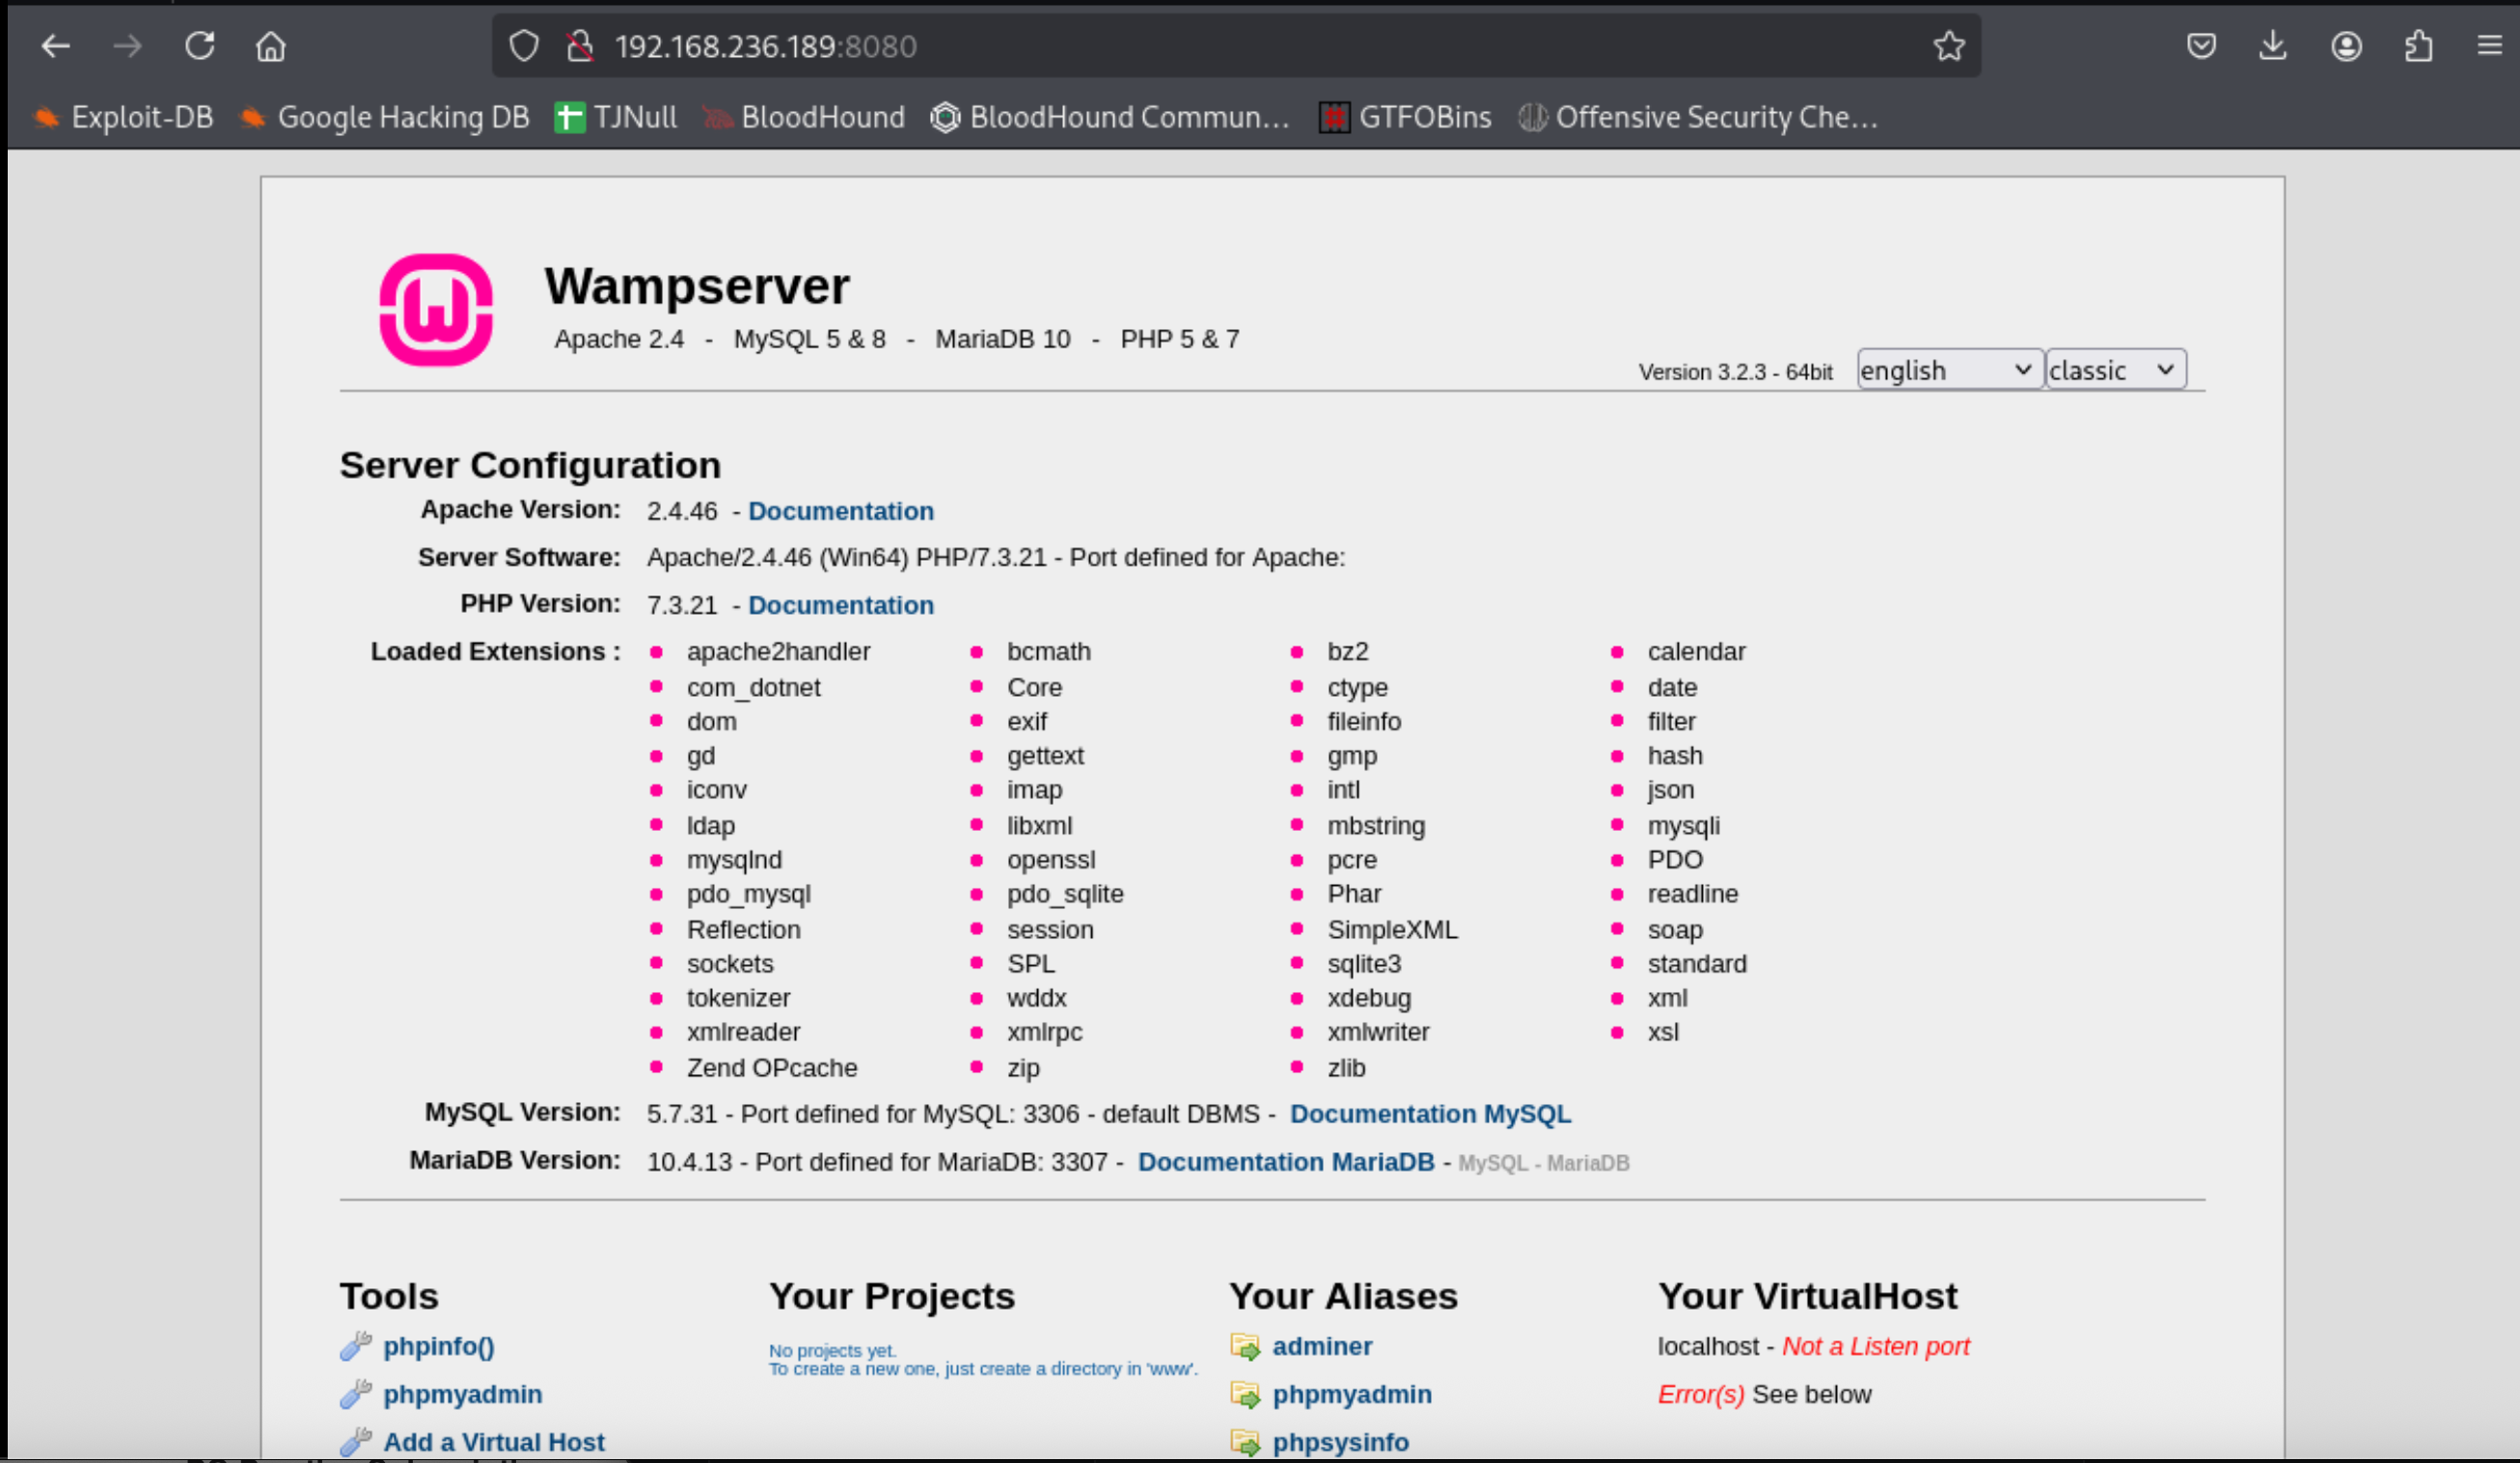 192.168.236.189:8080
Exploit-DB Google Hacking DB TJNull BloodHound BloodHound Commun... GTFOBins Offensive Security Che...
Wampserver
Apache 2.4 - MySQL 5 & 8 - MariaDB 10 - PHP 5 & 7
Version 3.2.3 - 64bit english classic
Server Configuration
Apache Version: 2.4.46 - Documentation
Server Software: Apache/2.4.46 (Win64) PHP/7.3.21 - Port defined for Apache:
PHP Version: 7.3.21 - Documentation
Loaded Extensions : apache2handler bcmath bz2 calendar
com_dotnet Core ctype date
dom exif fileinfo filter
gd gettext gmp hash
iconv imap intl json
ldap libxml mbstring mysqli
mysqlnd openssl pcre PDO
pdo_mysql pdo_sqlite Phar readline
Reflection session SimpleXML soap
sockets SPL sqlite3 standard
tokenizer wddx xdebug xml
xmlreader xmlrpc xmlwriter xsl
Zend OPcache zip zlib
MySQL Version: 5.7.31 - Port defined for MySQL: 3306 - default DBMS - Documentation MySQL
MariaDB Version: 10.4.13 - Port defined for MariaDB: 3307 - Documentation MariaDB - MySQL - MariaDB
Tools
phpinfo()
phpmyadmin
Add a Virtual Host
Your Projects
No projects yet.
To create a new one, just create a directory in 'www'.
Your Aliases
adminer
phpmyadmin
phpsysinfo
Your VirtualHost
localhost - Not a Listen port
Error(s) See below